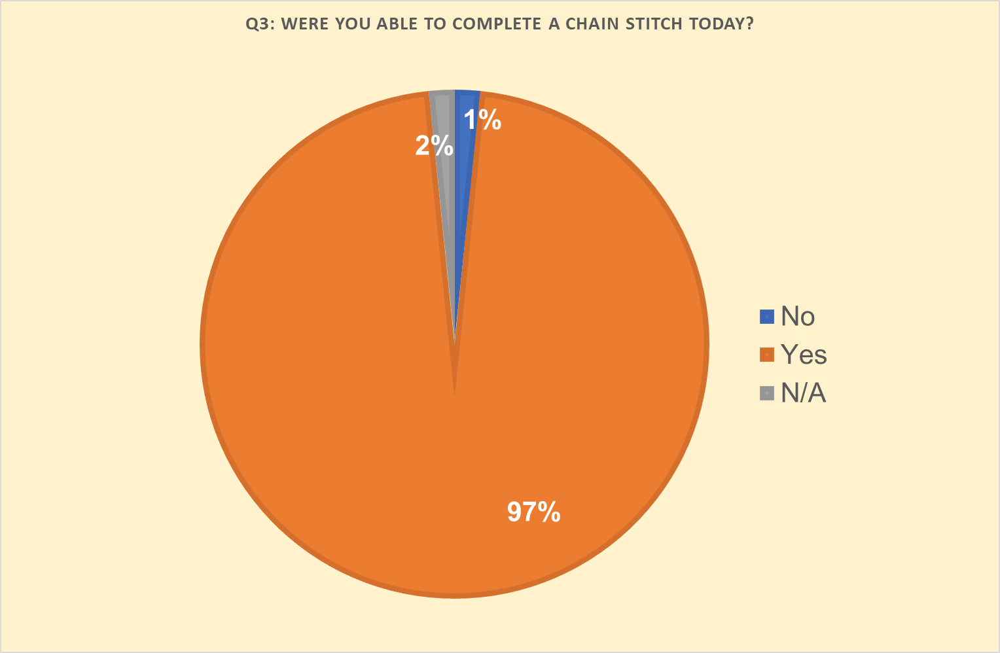 Q3: WERE YOU ABLE TO COMPLETE A CHAIN STITCH TODAY?
1%
2%
No
Yes
N/A
97%